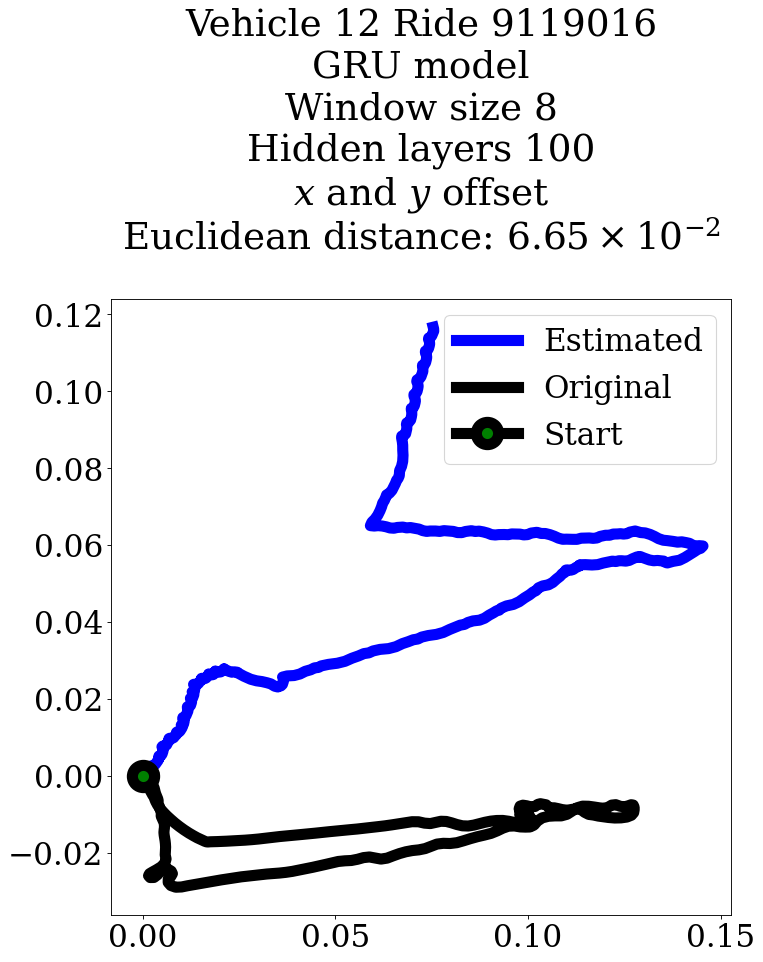 Vehicle 12 Ride 9119016
GRU model
Window size 8
Hidden layers 100
x and y offset
Euclidean distance: 6.65 × 10⁻²
Estimated
Original
Start
0.12
0.10
0.08
0.06
0.04
0.02
0.00
−0.02
0.00 0.05 0.10 0.15